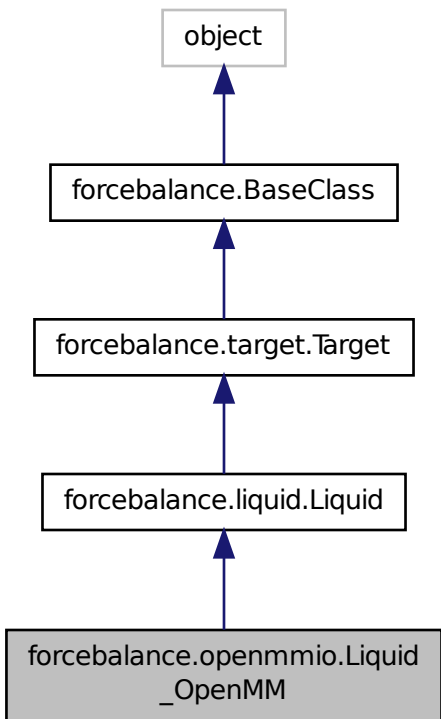 object
forcebalance.BaseClass
forcebalance.target.Target
forcebalance.liquid.Liquid
forcebalance.openmmio.Liquid
_OpenMM